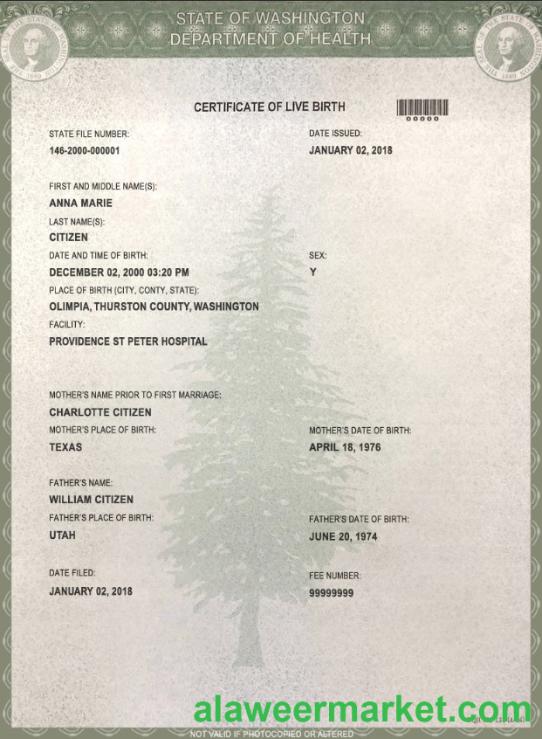 STATE OF WASHINGTON
DEPARTMENT OF HEALTH
CERTIFICATE OF LIVE BIRTH
00000
STATE FILE NUMBER:
DATE ISSUED:
146-2000-000001
JANUARY 02, 2018
FIRST AND MIDDLE NAME(S):
ANNA MARIE
LAST NAME(S):
CITIZEN
DATE AND TIME OF BIRTH:
SEX:
DECEMBER 02, 2000 03:20 PM
Y
PLACE OF BIRTH (CITY, CONTY, STATE):
OLIMPIA, THURSTON COUNTY, WASHINGTON
FACILITY:
PROVIDENCE ST PETER HOSPITAL
MOTHER'S NAME PRIOR TO FIRST MARRIAGE:
CHARLOTTE CITIZEN
MOTHER'S PLACE OF BIRTH:
MOTHER'S DATE OF BIRTH:
TEXAS
APRIL 18, 1976
FATHER'S NAME:
WILLIAM CITIZEN
FATHER'S PLACE OF BIRTH:
FATHER'S DATE OF BIRTH:
UTAH
JUNE 20, 1974
DATE FILED:
FEE NUMBER:
JANUARY 02, 2018
99999999
alaweermarket.com
NOT VALID IF PHOTOCOPIED OR ALTERED